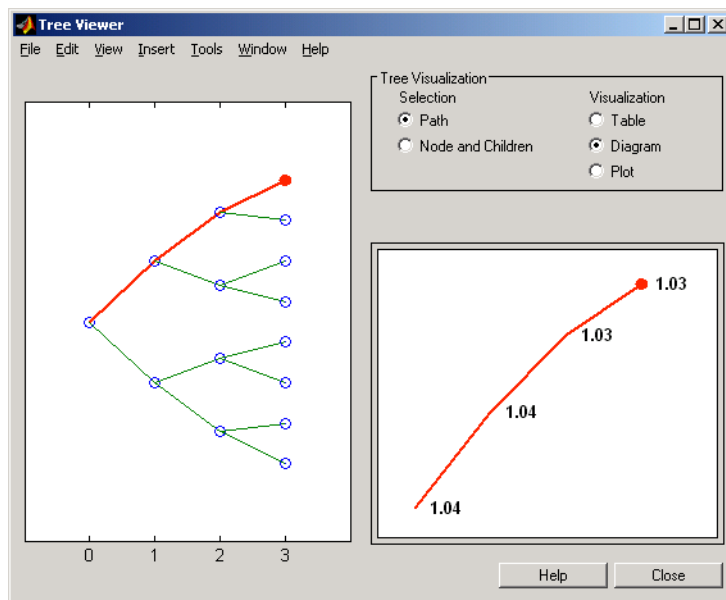 Tree Viewer
File Edit View Insert Tools Window Help
Tree Visualization
Selection
Path
Node and Children
Visualization
Table
Diagram
Plot
0 1 2 3
1.03
1.03
1.04
1.04
Help Close